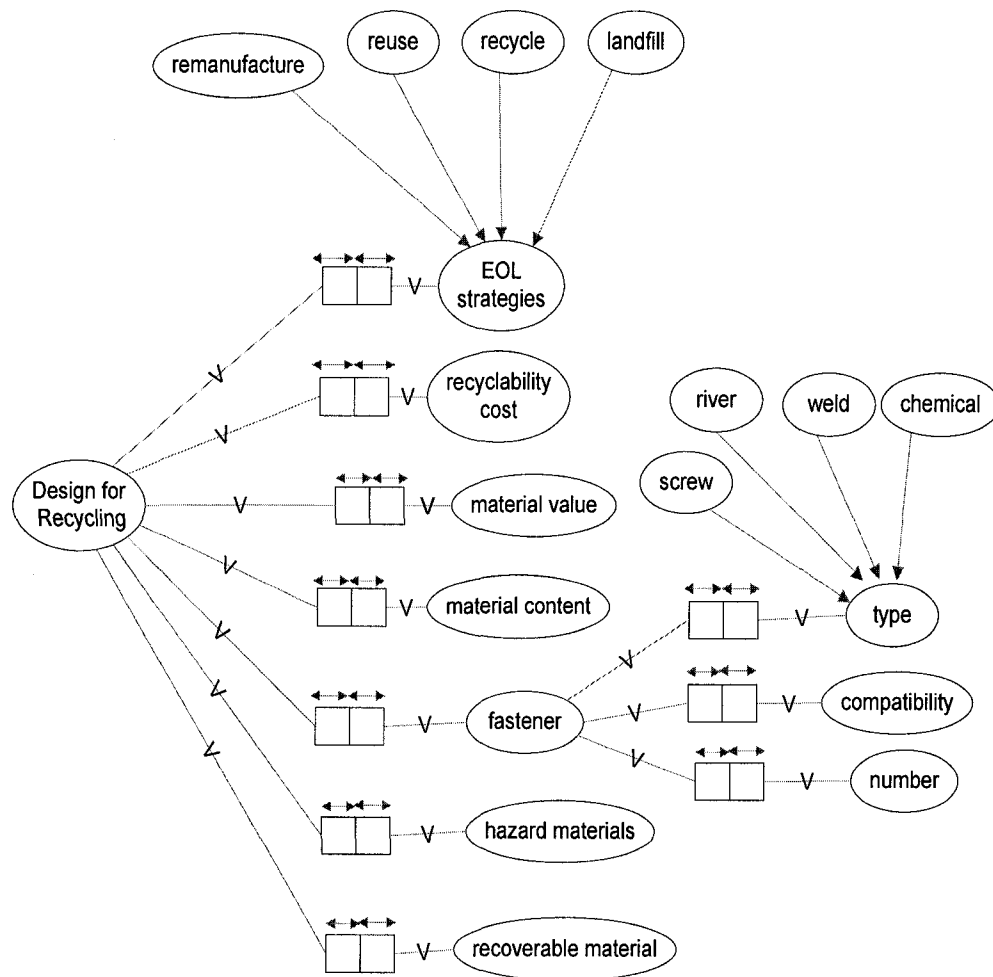 remanufacture
reuse
recycle
landfill
EOL
strategies
V
V
recyclability
cost
V
V
Design for
Recycling
V
V
material value
V
V
material content
river
weld
chemical
screw
type
V
V
V
V
fastener
V
V
compatibility
V
V
number
V
V
hazard materials
V
V
recoverable material